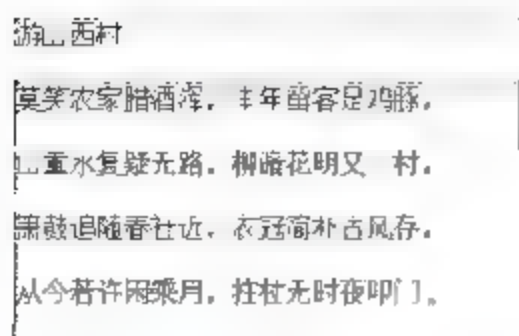 游山西村
莫笑农家腊酒浑，丰年留客足鸡豚。
山重水复疑无路，柳暗花明又一村。
箫鼓追随春社近，衣冠简朴古风存。
从今若许闲乘月，拄杖无时夜叩门。